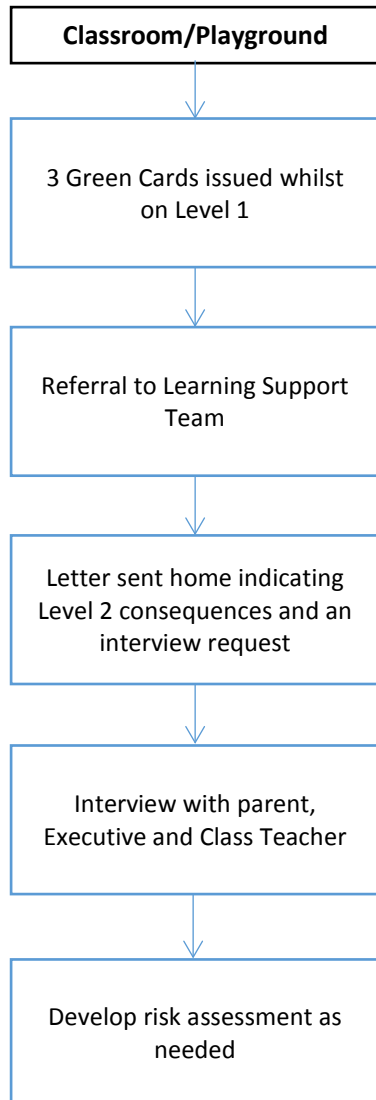 Classroom/Playground
3 Green Cards issued whilst
on Level 1
Referral to Learning Support
Team
Letter sent home indicating
Level 2 consequences and an
interview request
Interview with parent,
Executive and Class Teacher
Develop risk assessment as
needed